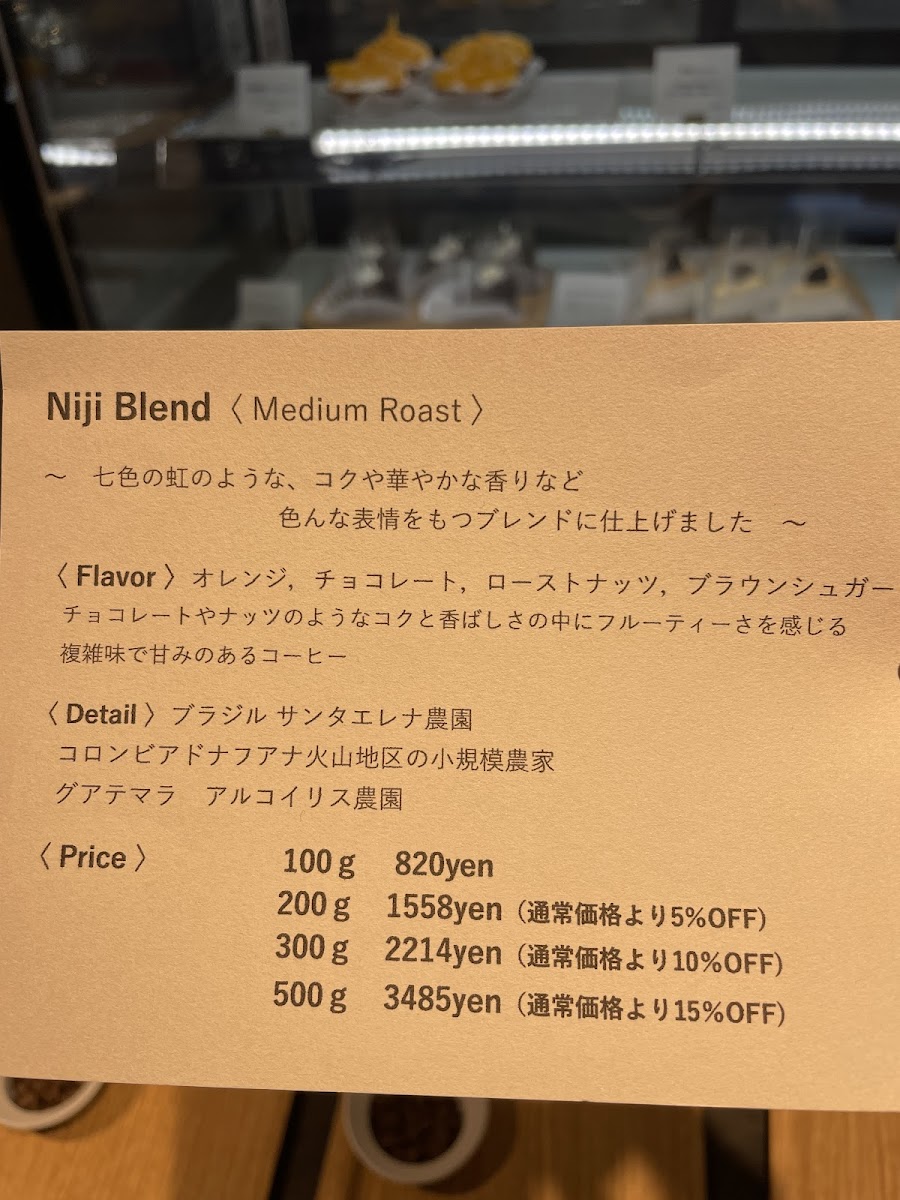 Niji Blend〈 Medium Roast 〉
～　七色の虹のような、コクや華やかな香りなど
色んな表情をもつブレンドに仕上げました　～
〈 Flavor 〉オレンジ，チョコレート，ローストナッツ，ブラウンシュガー
チョコレートやナッツのようなコクと香ばしさの中にフルーティーさを感じる
複雑味で甘みのあるコーヒー
〈 Detail 〉ブラジル サンタエレナ農園
コロンビアドナフアナ火山地区の小規模農家
グアテマラ　アルコイリス農園
〈 Price 〉 100ｇ 820yen
200ｇ 1558yen（通常価格より5%OFF）
300ｇ 2214yen（通常価格より10%OFF）
500ｇ 3485yen（通常価格より15%OFF）